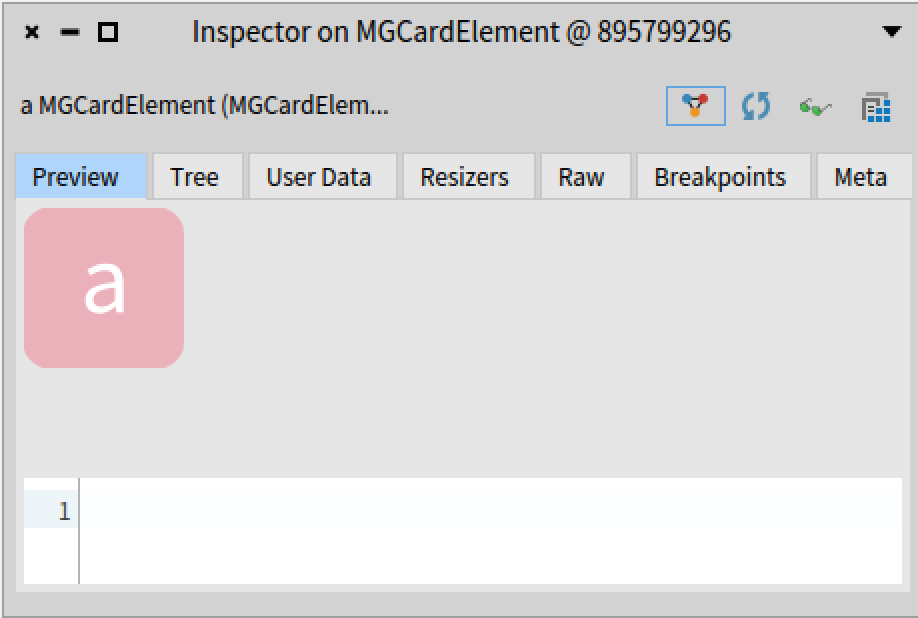 Inspector on MGCardElement @ 895799296
a MGCardElement (MGCardElem...
Preview Tree User Data Resizers Raw Breakpoints Meta
a
1